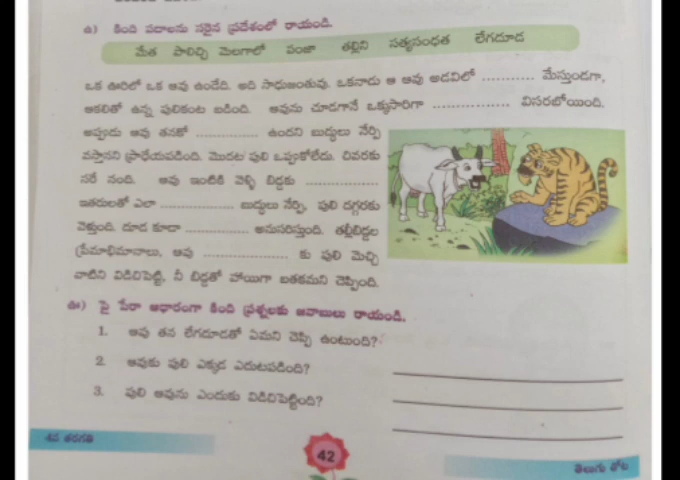 ఉ) కింది పదాలను సరైన ప్రదేశంలో రాయండి.
మేత పాలిచ్చి మెలగాలో పంజా తల్లిని సత్యసంధత లేగదూడ
ఒక ఊరిలో ఒక ఆవు ఉండేది. అది సాధుజంతువు. ఒకనాడు ఆ ఆవు అడవిలో ........... మేస్తుండగా,
ఆకలితో ఉన్న పులికంట బడింది. ఆవును చూడగానే ఒక్కసారిగా ................ విసరబోయింది.
అప్పుడు ఆవు తనకో ............. ఉందని బుద్ధులు నేర్పి
వస్తానని ప్రాధేయపడింది. మొదట పులి ఒప్పుకోలేదు. చివరకు
సరే నంది. ఆవు ఇంటికి వెళ్ళి బిడ్డకు ...............
ఇతరులతో ఎలా ............... బుద్ధులు నేర్పి, పులి దగ్గరకు
వెళ్తుంది. దూడ కూడా ............. అనుసరిస్తుంది. తల్లీబిడ్డల
ప్రేమాభిమానాలు, ఆవు ................. కు పులి మెచ్చి
వాటిని విడిచిపెట్టి, నీ బిడ్డతో హాయిగా బతకమని చెప్పింది.
ఊ) పై పేరా ఆధారంగా కింది ప్రశ్నలకు జవాబులు రాయండి.
1. ఆవు తన లేగదూడతో ఏమని చెప్పి ఉంటుంది?
2. ఆవుకు పులి ఎక్కడ ఎదుటపడింది?
3. పులి ఆవును ఎందుకు విడిచిపెట్టింది?
4వ తరగతి
42
తెలుగు తోట